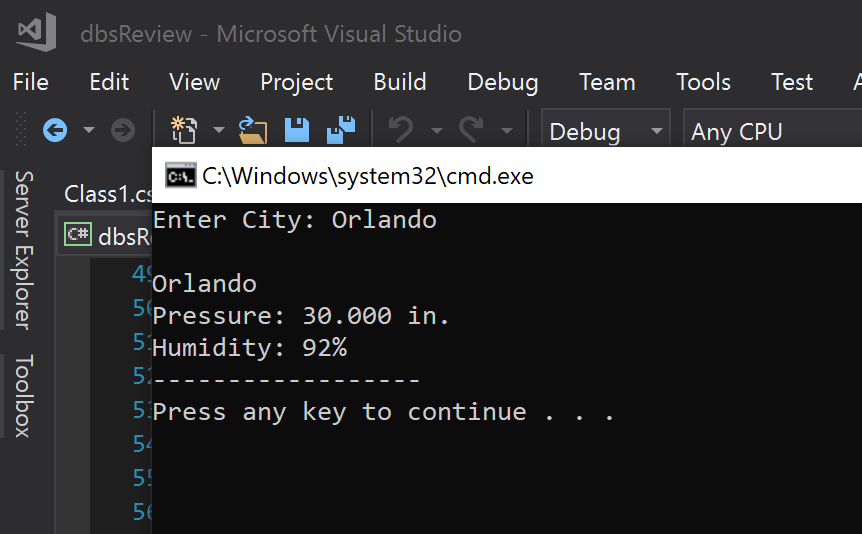 dbsReview - Microsoft Visual Studio
File Edit View Project Build Debug Team Tools Test
Debug Any CPU
Server Explorer
Toolbox
Class1.cs
C# dbsRe
49
50
51
52
53
54
55
56
C:\Windows\system32\cmd.exe
Enter City: Orlando
Orlando
Pressure: 30.000 in.
Humidity: 92%
------------------
Press any key to continue . . .